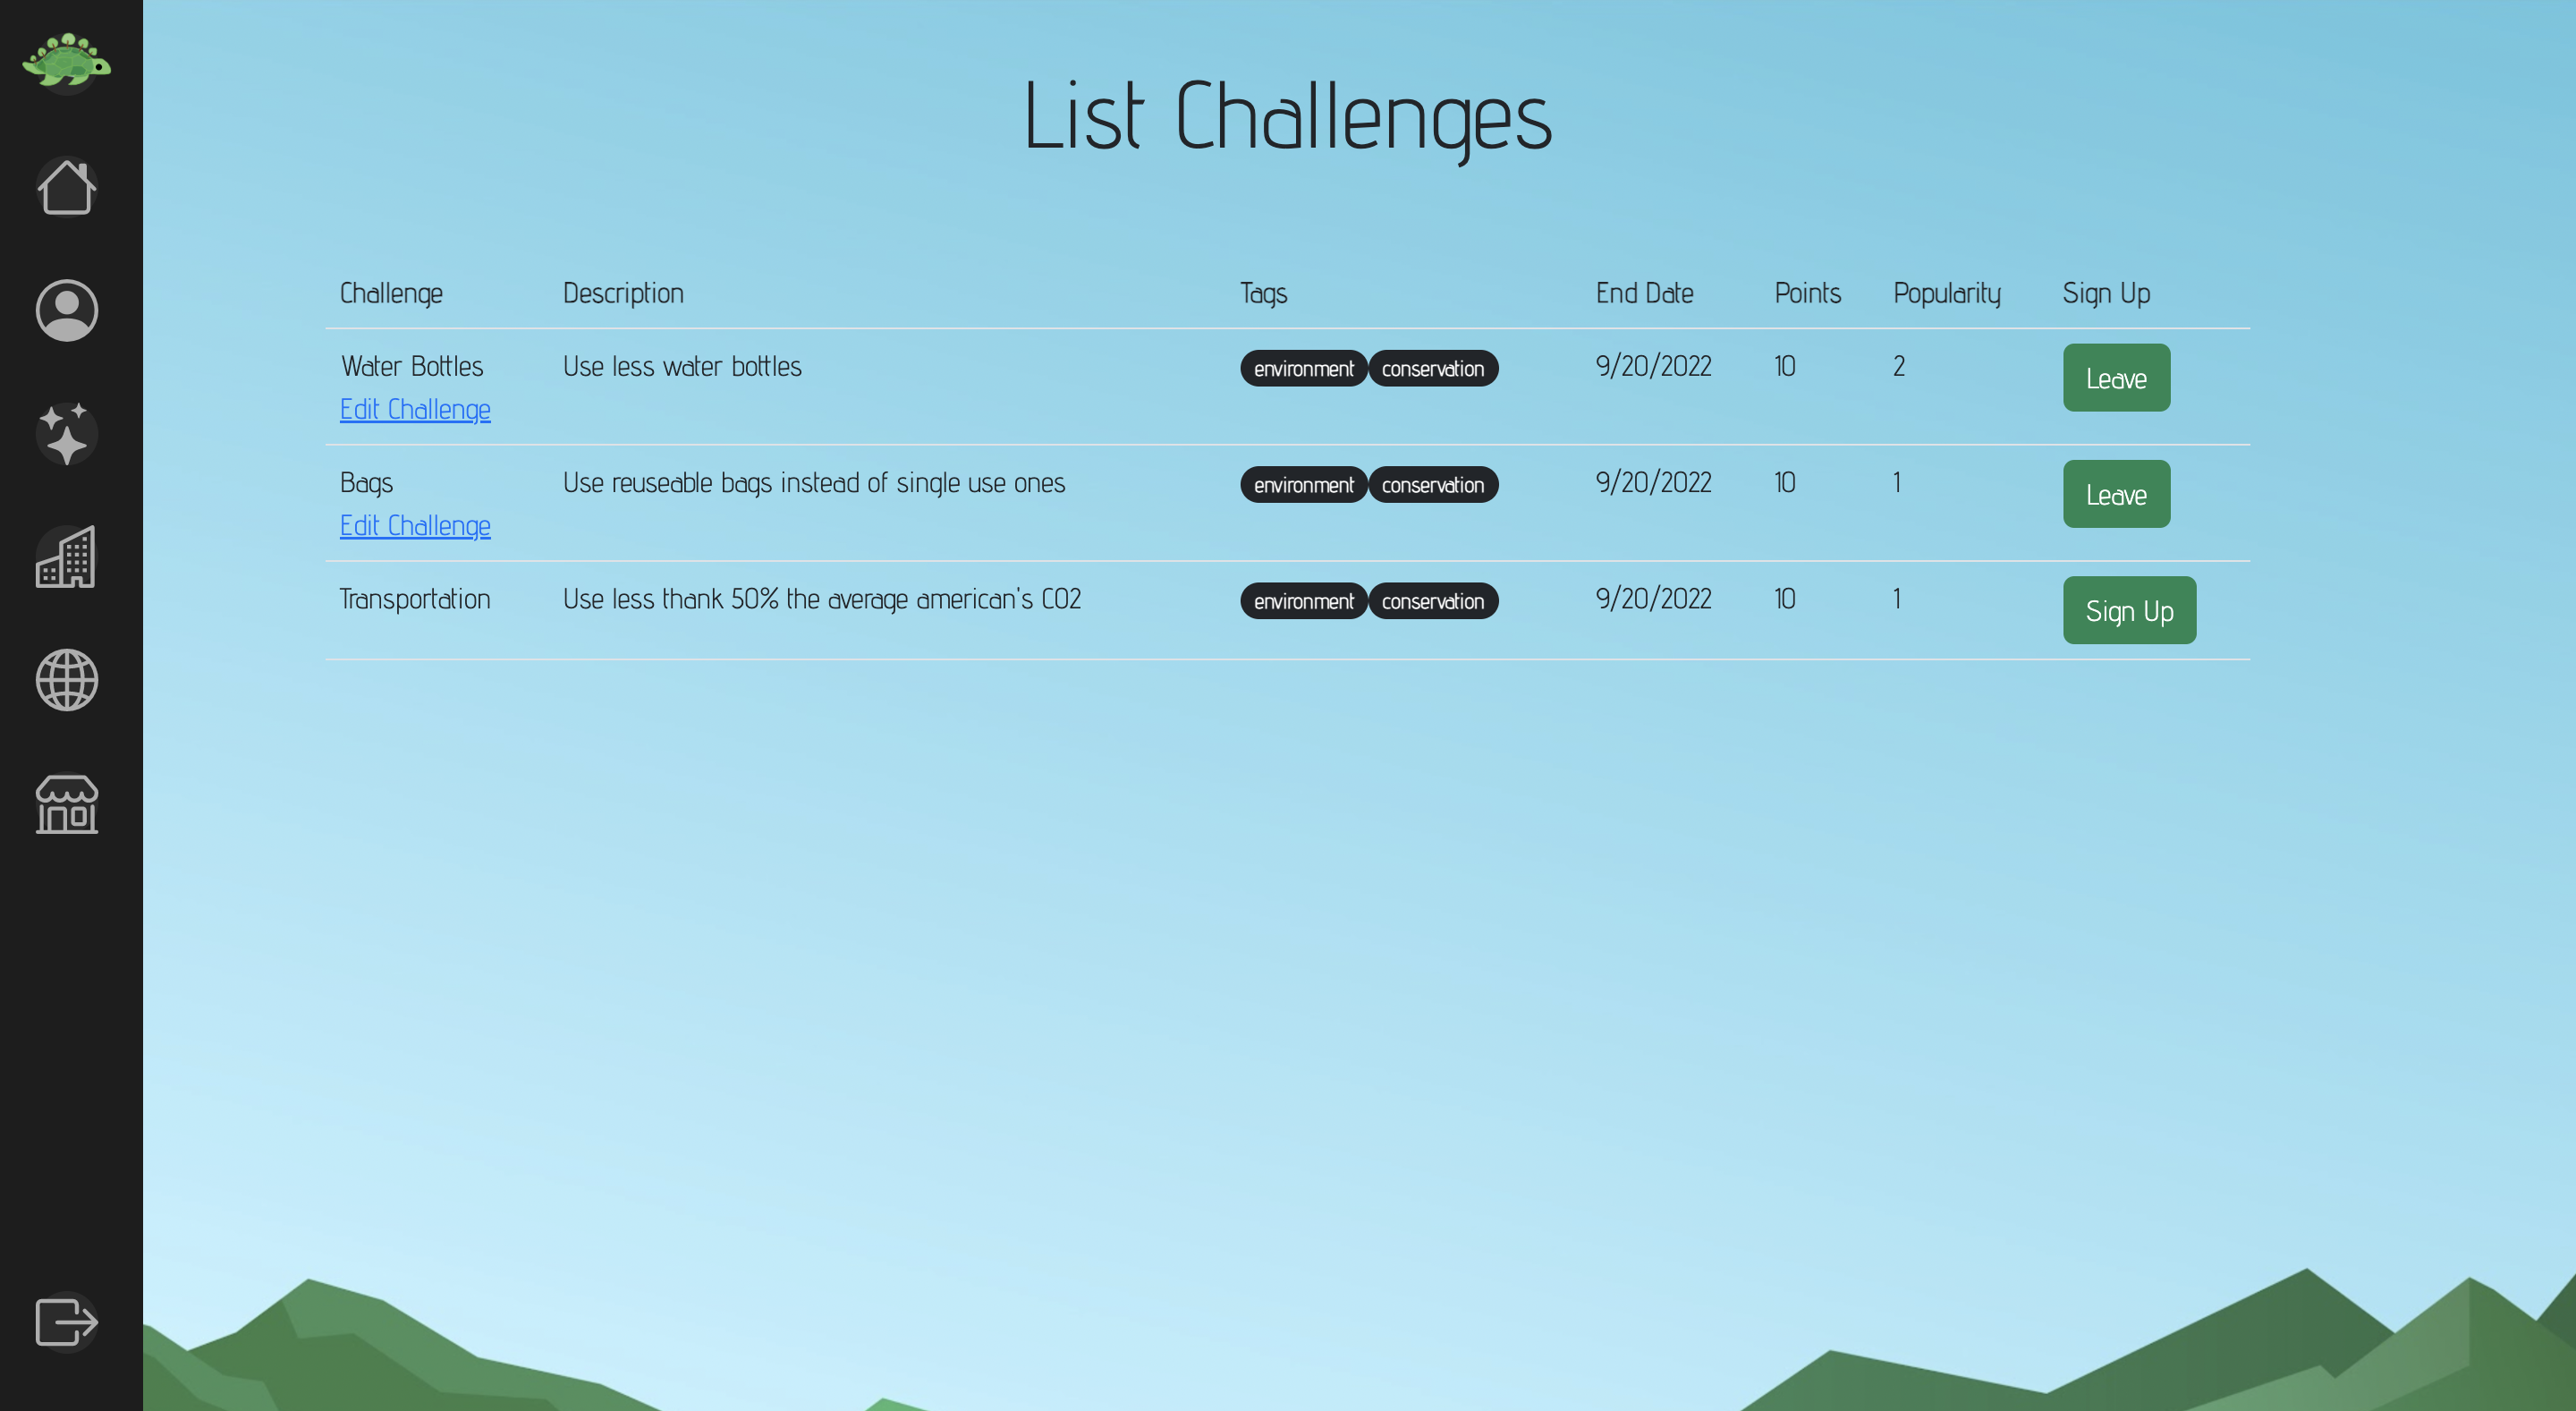 List Challenges
Challenge Description Tags End Date Points Popularity Sign Up
Water Bottles Use less water bottles environment conservation 9/20/2022 10 2 Leave
Edit Challenge
Bags Use reuseable bags instead of single use ones environment conservation 9/20/2022 10 1 Leave
Edit Challenge
Transportation Use less thank 50% the average american's CO2 environment conservation 9/20/2022 10 1 Sign Up